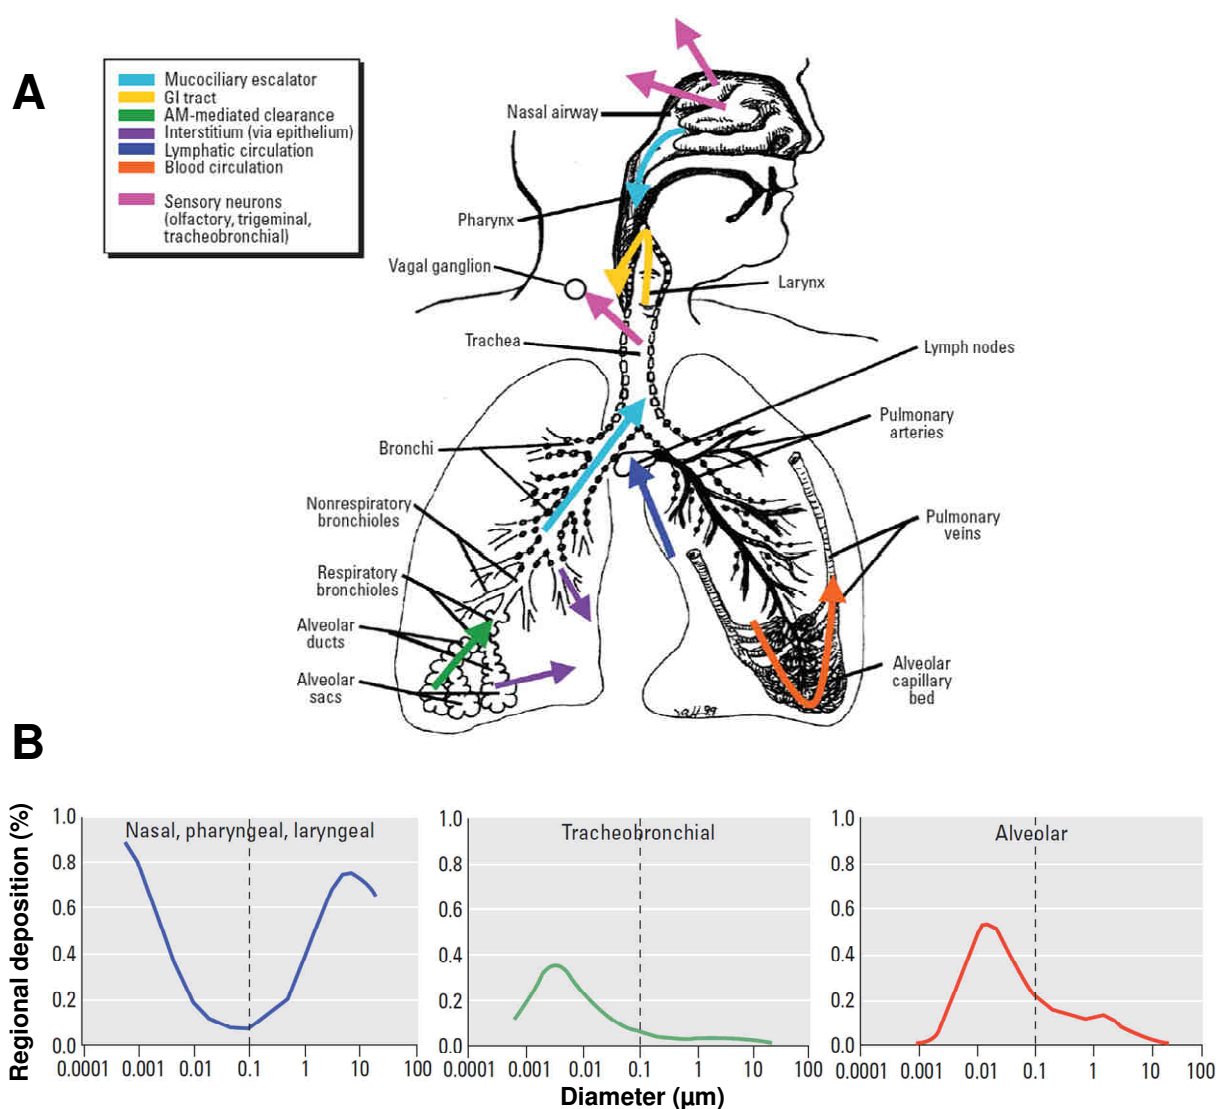 A
Mucociliary escalator
GI tract
AM-mediated clearance
Interstitium (via epithelium)
Lymphatic circulation
Blood circulation
Sensory neurons
(olfactory, trigeminal,
tracheobronchial)
Nasal airway
Pharynx
Vagal ganglion
Larynx
Trachea
Lymph nodes
Pulmonary
arteries
Bronchi
Nonrespiratory
bronchioles
Pulmonary
veins
Respiratory
bronchioles
Alveolar
ducts
Alveolar
sacs
Alveolar
capillary
bed
B
Regional deposition (%)
Nasal, pharyngeal, laryngeal
1.0
0.8
0.6
0.4
0.2
0.0
0.0001 0.001 0.01 0.1 1 10 100
Tracheobronchial
1.0
0.8
0.6
0.4
0.2
0.0
0.0001 0.001 0.01 0.1 1 10 100
Alveolar
1.0
0.8
0.6
0.4
0.2
0.0
0.0001 0.001 0.01 0.1 1 10 100
Diameter (µm)